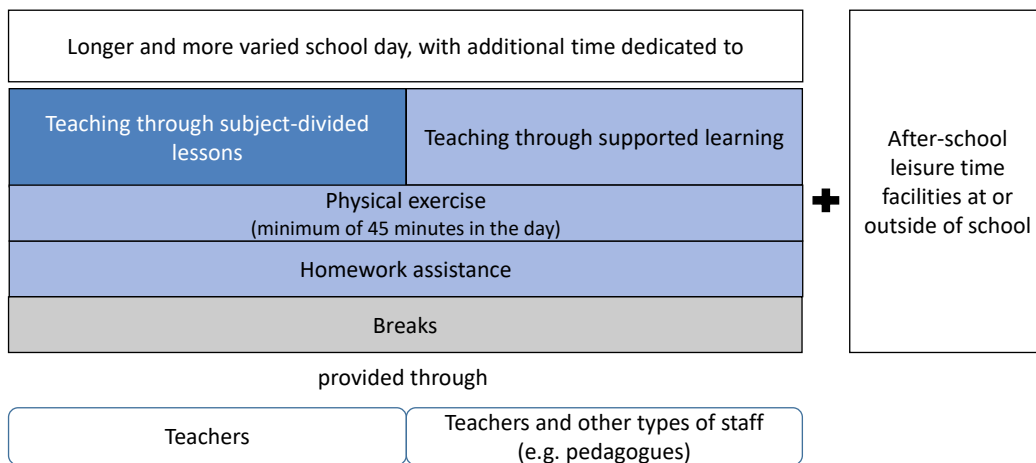 Longer and more varied school day, with additional time dedicated to
Teaching through subject-divided
lessons
Teaching through supported learning
Physical exercise
(minimum of 45 minutes in the day)
Homework assistance
Breaks
+
After-school
leisure time
facilities at or
outside of school
provided through
Teachers
Teachers and other types of staff
(e.g. pedagogues)